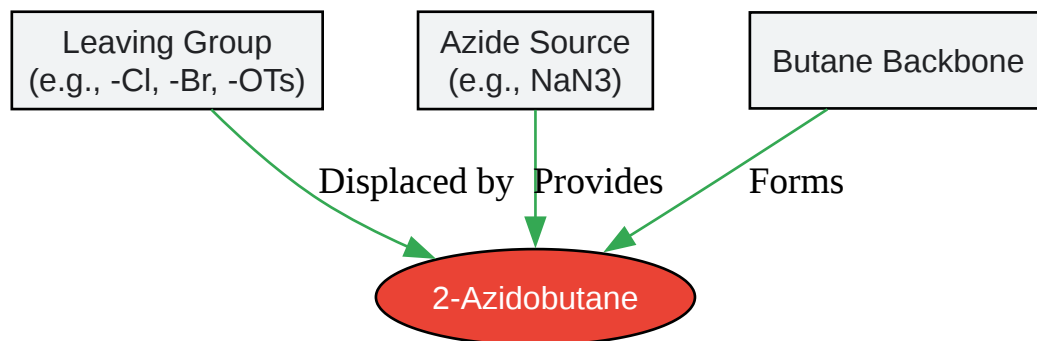 Leaving Group
(e.g., -Cl, -Br, -OTs)
Azide Source
(e.g., NaN3)
Butane Backbone
Displaced by
Provides
Forms
2-Azidobutane